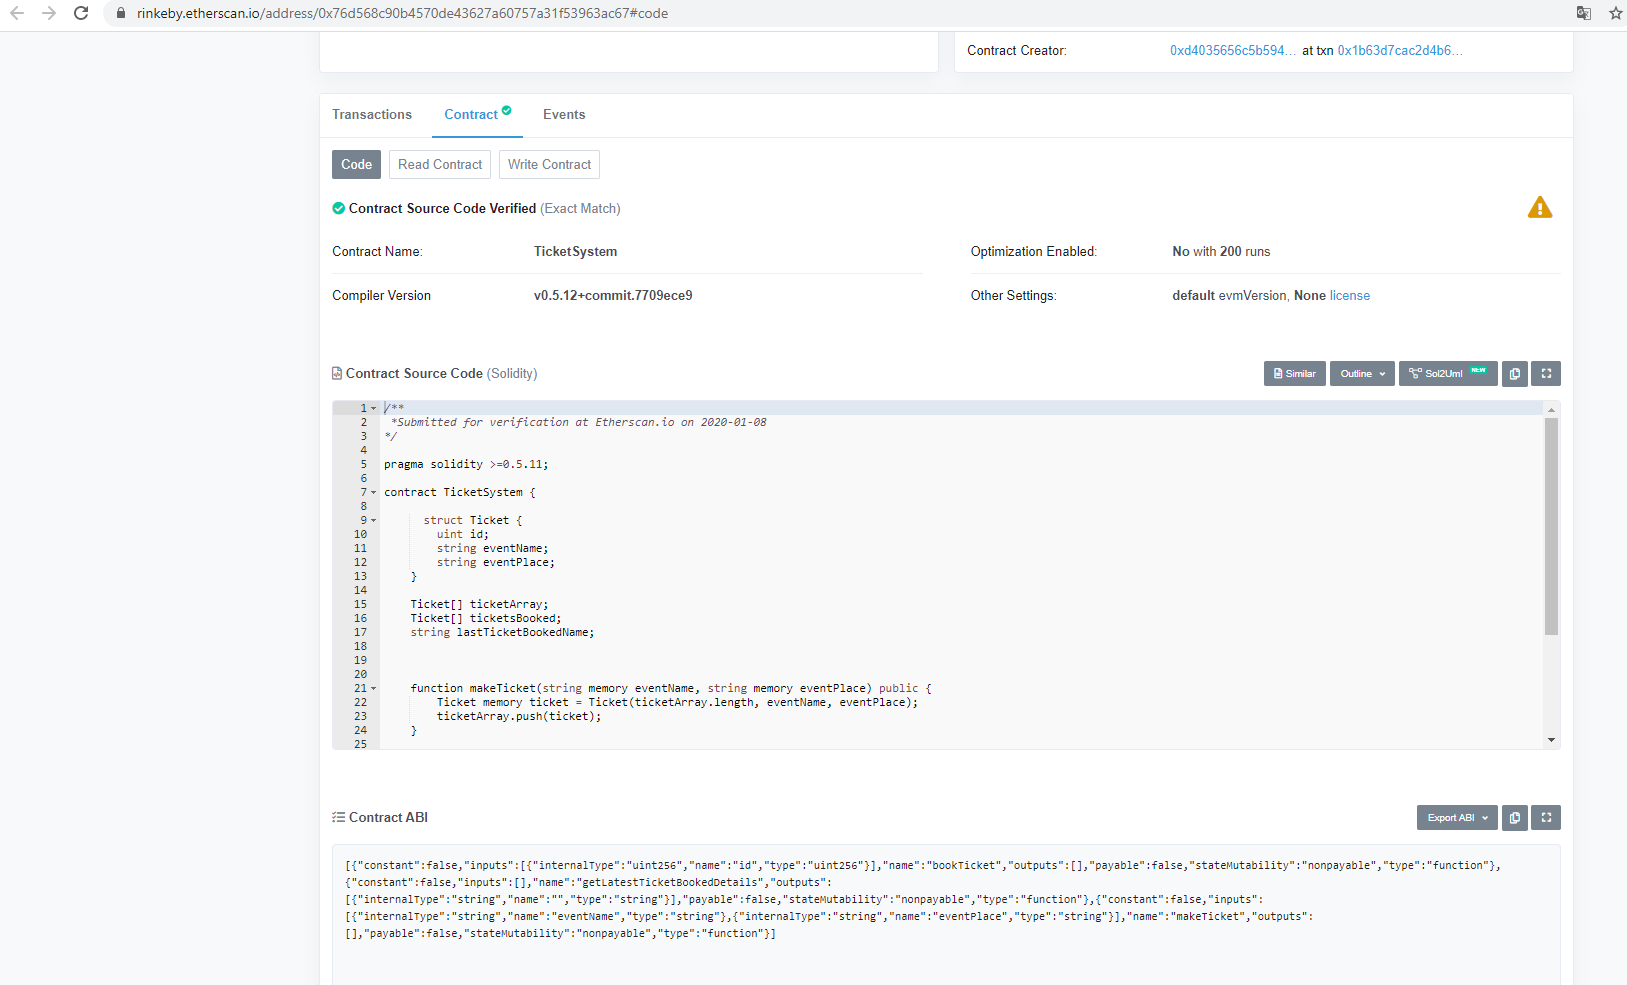 rinkeby.etherscan.io/address/0x76d568c90b4570de43627a60757a31f53963ac67#code
Contract Creator: 0xd4035656c5b594... at txn 0x1b63d7cac2d4b6...
Transactions Contract Events
Code Read Contract Write Contract
Contract Source Code Verified (Exact Match)
Contract Name: TicketSystem Optimization Enabled: No with 200 runs
Compiler Version v0.5.12+commit.7709ece9 Other Settings: default evmVersion, None license
Contract Source Code (Solidity) Similar Outline Sol2Uml NEW
1 /**
2 *Submitted for verification at Etherscan.io on 2020-01-08
3 */
4
5 pragma solidity >=0.5.11;
6
7 contract TicketSystem {
8
9 struct Ticket {
10 uint id;
11 string eventName;
12 string eventPlace;
13 }
14
15 Ticket[] ticketArray;
16 Ticket[] ticketsBooked;
17 string lastTicketBookedName;
18
19
20
21 function makeTicket(string memory eventName, string memory eventPlace) public {
22 Ticket memory ticket = Ticket(ticketArray.length, eventName, eventPlace);
23 ticketArray.push(ticket);
24 }
25
Contract ABI Export ABI
[{"constant":false,"inputs":[{"internalType":"uint256","name":"id","type":"uint256"}],"name":"bookTicket","outputs":[],"payable":false,"stateMutability":"nonpayable","type":"function"},
{"constant":false,"inputs":[],"name":"getLatestTicketBookedDetails","outputs":
[{"internalType":"string","name":"","type":"string"}],"payable":false,"stateMutability":"nonpayable","type":"function"},{"constant":false,"inputs":
[{"internalType":"string","name":"eventName","type":"string"},{"internalType":"string","name":"eventPlace","type":"string"}],"name":"makeTicket","outputs":
[],"payable":false,"stateMutability":"nonpayable","type":"function"}]